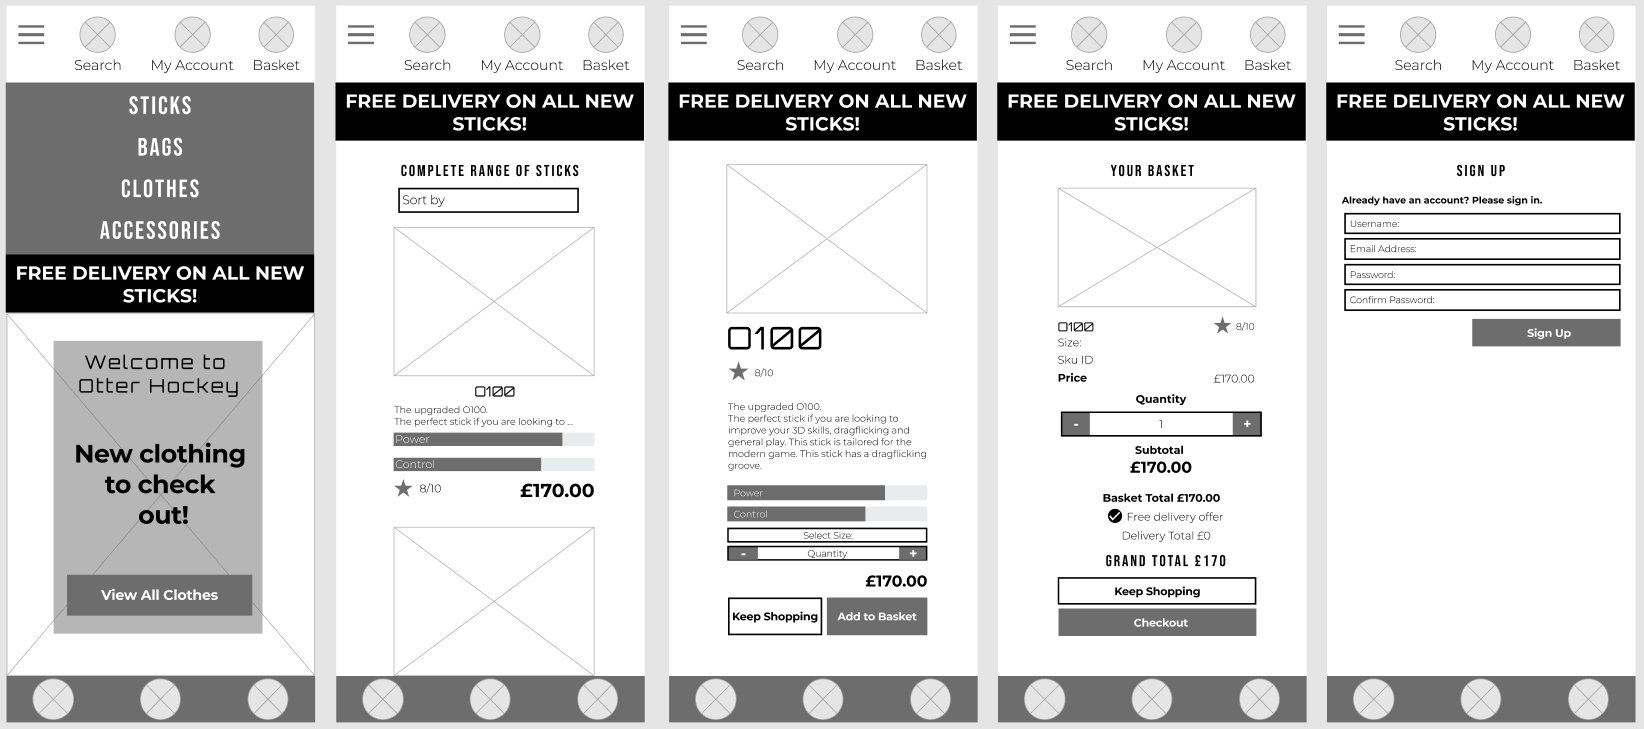 Search My Account Basket
STICKS
BAGS
CLOTHES
ACCESSORIES
FREE DELIVERY ON ALL NEW
STICKS!
Welcome to
Otter Hockey
New clothing
to check
out!
View All Clothes
Search My Account Basket
FREE DELIVERY ON ALL NEW
STICKS!
COMPLETE RANGE OF STICKS
Sort by
O100
The upgraded O100.
The perfect stick if you are looking to ...
Power
Control
8/10 £170.00
Search My Account Basket
FREE DELIVERY ON ALL NEW
STICKS!
O100
8/10
The upgraded O100.
The perfect stick if you are looking to
improve your 3D skills, dragflicking and
general play. This stick is tailored for the
modern game. This stick has a dragflicking
groove.
Power
Control
Select Size:
- Quantity +
£170.00
Keep Shopping Add to Basket
Search My Account Basket
FREE DELIVERY ON ALL NEW
STICKS!
YOUR BASKET
O100 8/10
Size:
Sku ID
Price £170.00
Quantity
- 1 +
Subtotal
£170.00
Basket Total £170.00
Free delivery offer
Delivery Total £0
GRAND TOTAL £170
Keep Shopping
Checkout
Search My Account Basket
FREE DELIVERY ON ALL NEW
STICKS!
SIGN UP
Already have an account? Please sign in.
Username:
Email Address:
Password:
Confirm Password:
Sign Up